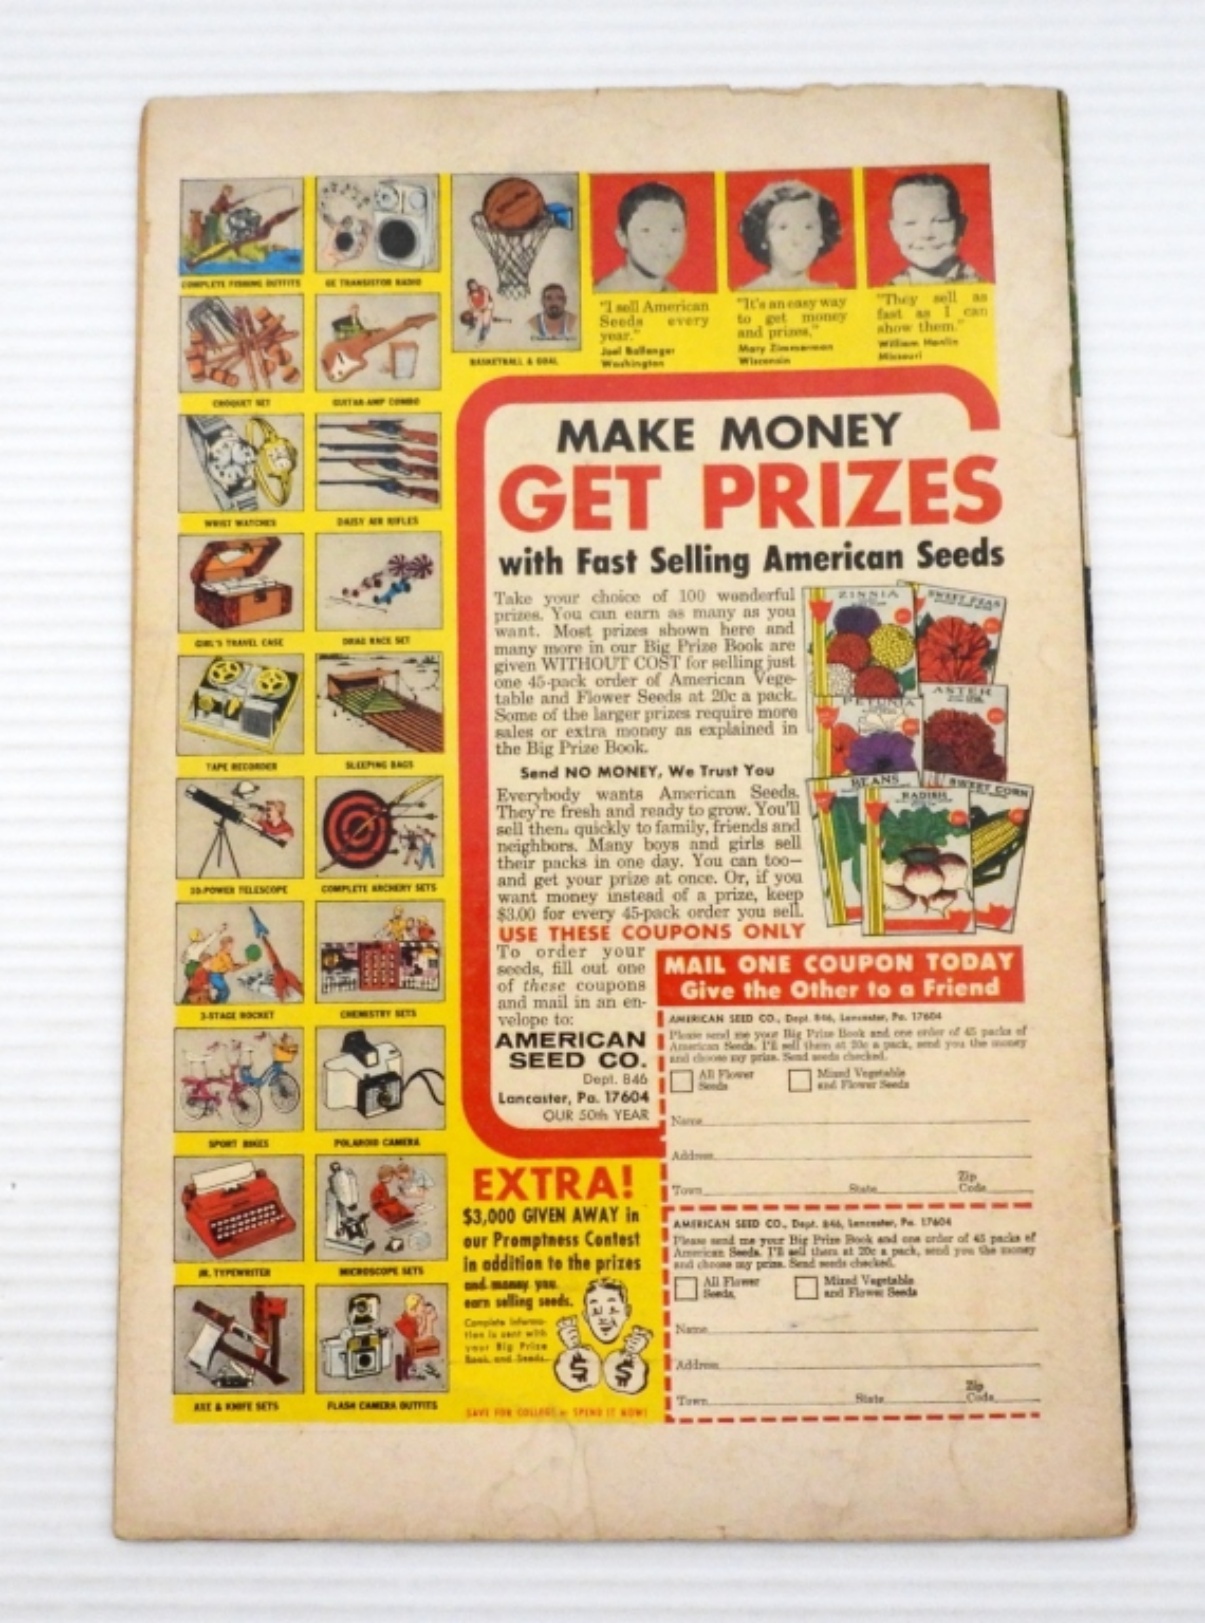 COMPLETE FISHING OUTFITS
GE TRANSISTOR RADIO
BASKETBALL & GOAL
CROQUET SET
GUITAR-AMP COMBO
WRIST WATCHES
DAISY AIR RIFLES
GIRL'S TRAVEL CASE
DRAG RACE SET
TAPE RECORDER
SLEEPING BAGS
30-POWER TELESCOPE
COMPLETE ARCHERY SETS
3-STAGE ROCKET
CHEMISTRY SETS
SPORT BIKES
POLAROID CAMERA
JR. TYPEWRITER
MICROSCOPE SETS
AXE & KNIFE SETS
FLASH CAMERA OUTFITS
"I sell American
Seeds every
year."
Joel Ballanger
Washington
"It's an easy way
to get money
and prizes."
Mary Zimmerman
Wisconsin
"They sell as
fast as I can
show them."
William Hanlin
Missouri
MAKE MONEY
GET PRIZES
with Fast Selling American Seeds
Take your choice of 100 wonderful
prizes. You can earn as many as you
want. Most prizes shown here and
many more in our Big Prize Book are
given WITHOUT COST for selling just
one 45-pack order of American Vege-
table and Flower Seeds at 20c a pack.
Some of the larger prizes require more
sales or extra money as explained in
the Big Prize Book.
Send NO MONEY, We Trust You
Everybody wants American Seeds.
They're fresh and ready to grow. You'll
sell them quickly to family, friends and
neighbors. Many boys and girls sell
their packs in one day. You can too—
and get your prize at once. Or, if you
want money instead of a prize, keep
$3.00 for every 45-pack order you sell.
USE THESE COUPONS ONLY
To order your
seeds, fill out one
of these coupons
and mail in an en-
velope to:
AMERICAN
SEED CO.
Dept. 846
Lancaster, Pa. 17604
OUR 50th YEAR
ZINNIA
SWEET PEAS
PETUNIA
ASTER
BEANS
RADISH
SWEET CORN
MAIL ONE COUPON TODAY
Give the Other to a Friend
AMERICAN SEED CO., Dept. 846, Lancaster, Pa. 17604
Please send me your Big Prize Book and one order of 45 packs of
American Seeds. I'll sell them at 20c a pack, send you the money
and choose my prize. Send seeds checked.
All Flower
Seeds
Mixed Vegetable
and Flower Seeds
Name
Address
Town State Zip
Code
AMERICAN SEED CO., Dept. 846, Lancaster, Pa. 17604
Please send me your Big Prize Book and one order of 45 packs of
American Seeds. I'll sell them at 20c a pack, send you the money
and choose my prize. Send seeds checked.
All Flower
Seeds
Mixed Vegetable
and Flower Seeds
Name
Address
Town State Zip
Code
EXTRA!
$3,000 GIVEN AWAY in
our Promptness Contest
in addition to the prizes
and money you
earn selling seeds.
Complete informa-
tion is sent with
your Big Prize
Book and Seeds.
$ $
SAVE FOR COLLEGE or SPEND IT NOW!